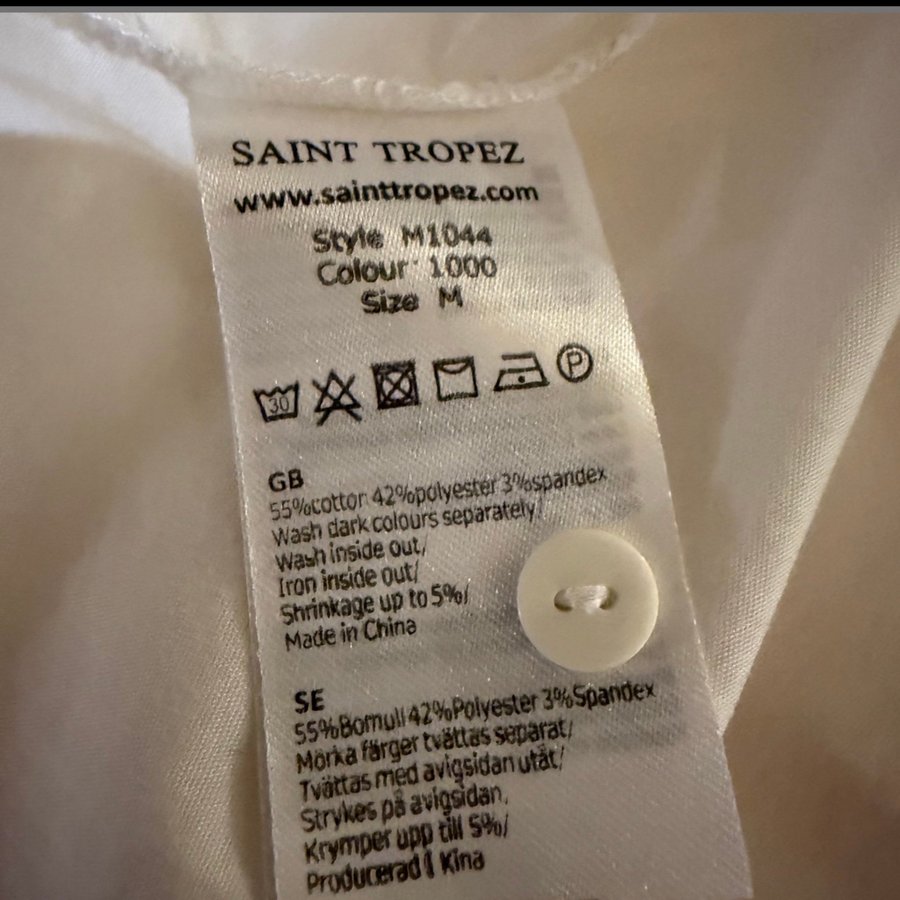 SAINT TROPEZ
www.sainttropez.com
Style M1044
Colour 1000
Size M
30
P
GB
55%cotton 42%polyester 3%spandex
Wash dark colours separately/
Wash inside out/
Iron inside out/
Shrinkage up to 5%/
Made in China
SE
55%Bomull 42%Polyester 3%Spandex
Mörka färger tvättas separat/
Tvättas med avigsidan utåt/
Strykes på avigsidan,
Krymper upp till 5%/
Producerad i Kina